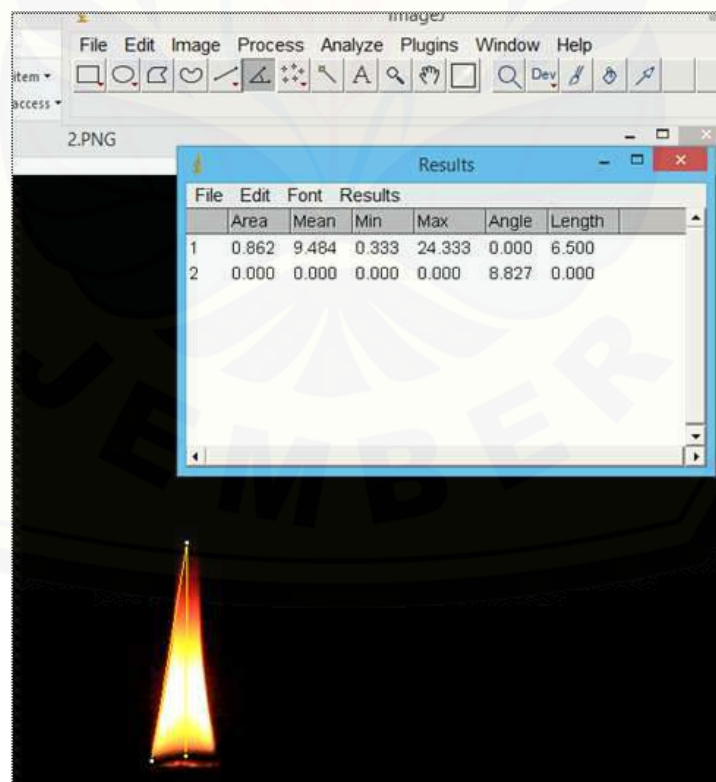 ImageJ
File Edit Image Process Analyze Plugins Window Help
item
A Dev
access
2.PNG
Results
File Edit Font Results
Area Mean Min Max Angle Length
1 0.862 9.484 0.333 24.333 0.000 6.500
2 0.000 0.000 0.000 0.000 8.827 0.000
JEMBER